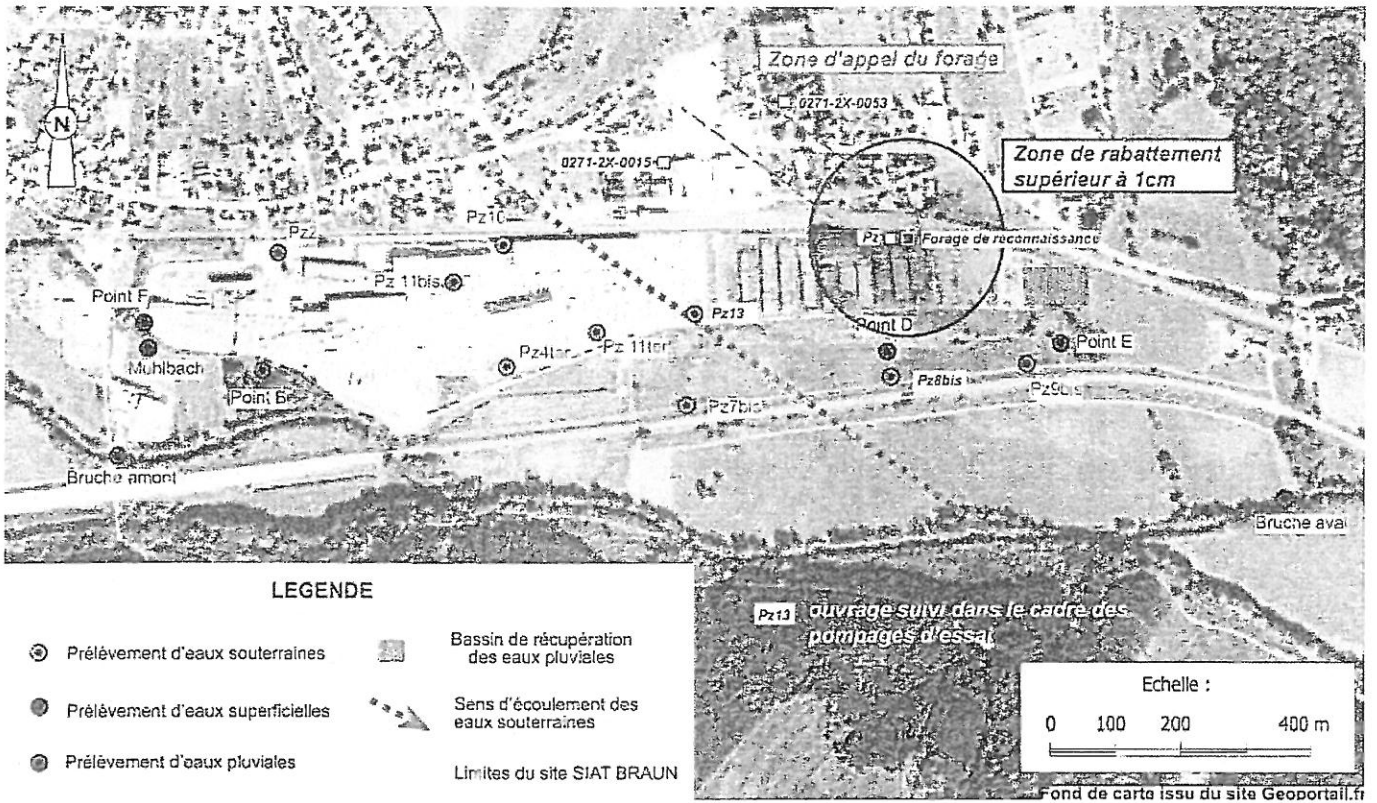 N
Zone d'appel du forage
0271-2X-0053
0271-2X-0015
Zone de rabattement
supérieur à 1cm
Pz10
Pz2
Forage de reconnaissance
Pz 11bis
Point F
Pz13
Point D
Pz 11ter
Point E
Muhlbach
Pz4ter
Pz8bis
Pz9bis
Pz7bis
Bruche amont
Bruche aval
LEGENDE
Prélèvement d'eaux souterraines
Bassin de récupération
des eaux pluviales
Prélèvement d'eaux superficielles
Sens d'écoulement des
eaux souterraines
Prélèvement d'eaux pluviales
Limites du site SIAT BRAUN
Pz13 ouvrage suivi dans le cadre des
pompages d'essai
Echelle :
0 100 200 400 m
Fond de carte issu du site Geoportail.fr